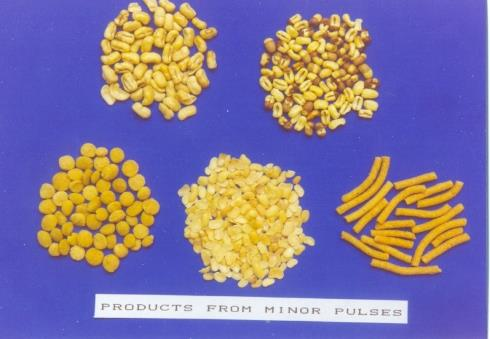 PRODUCTS FROM MINOR PULSES